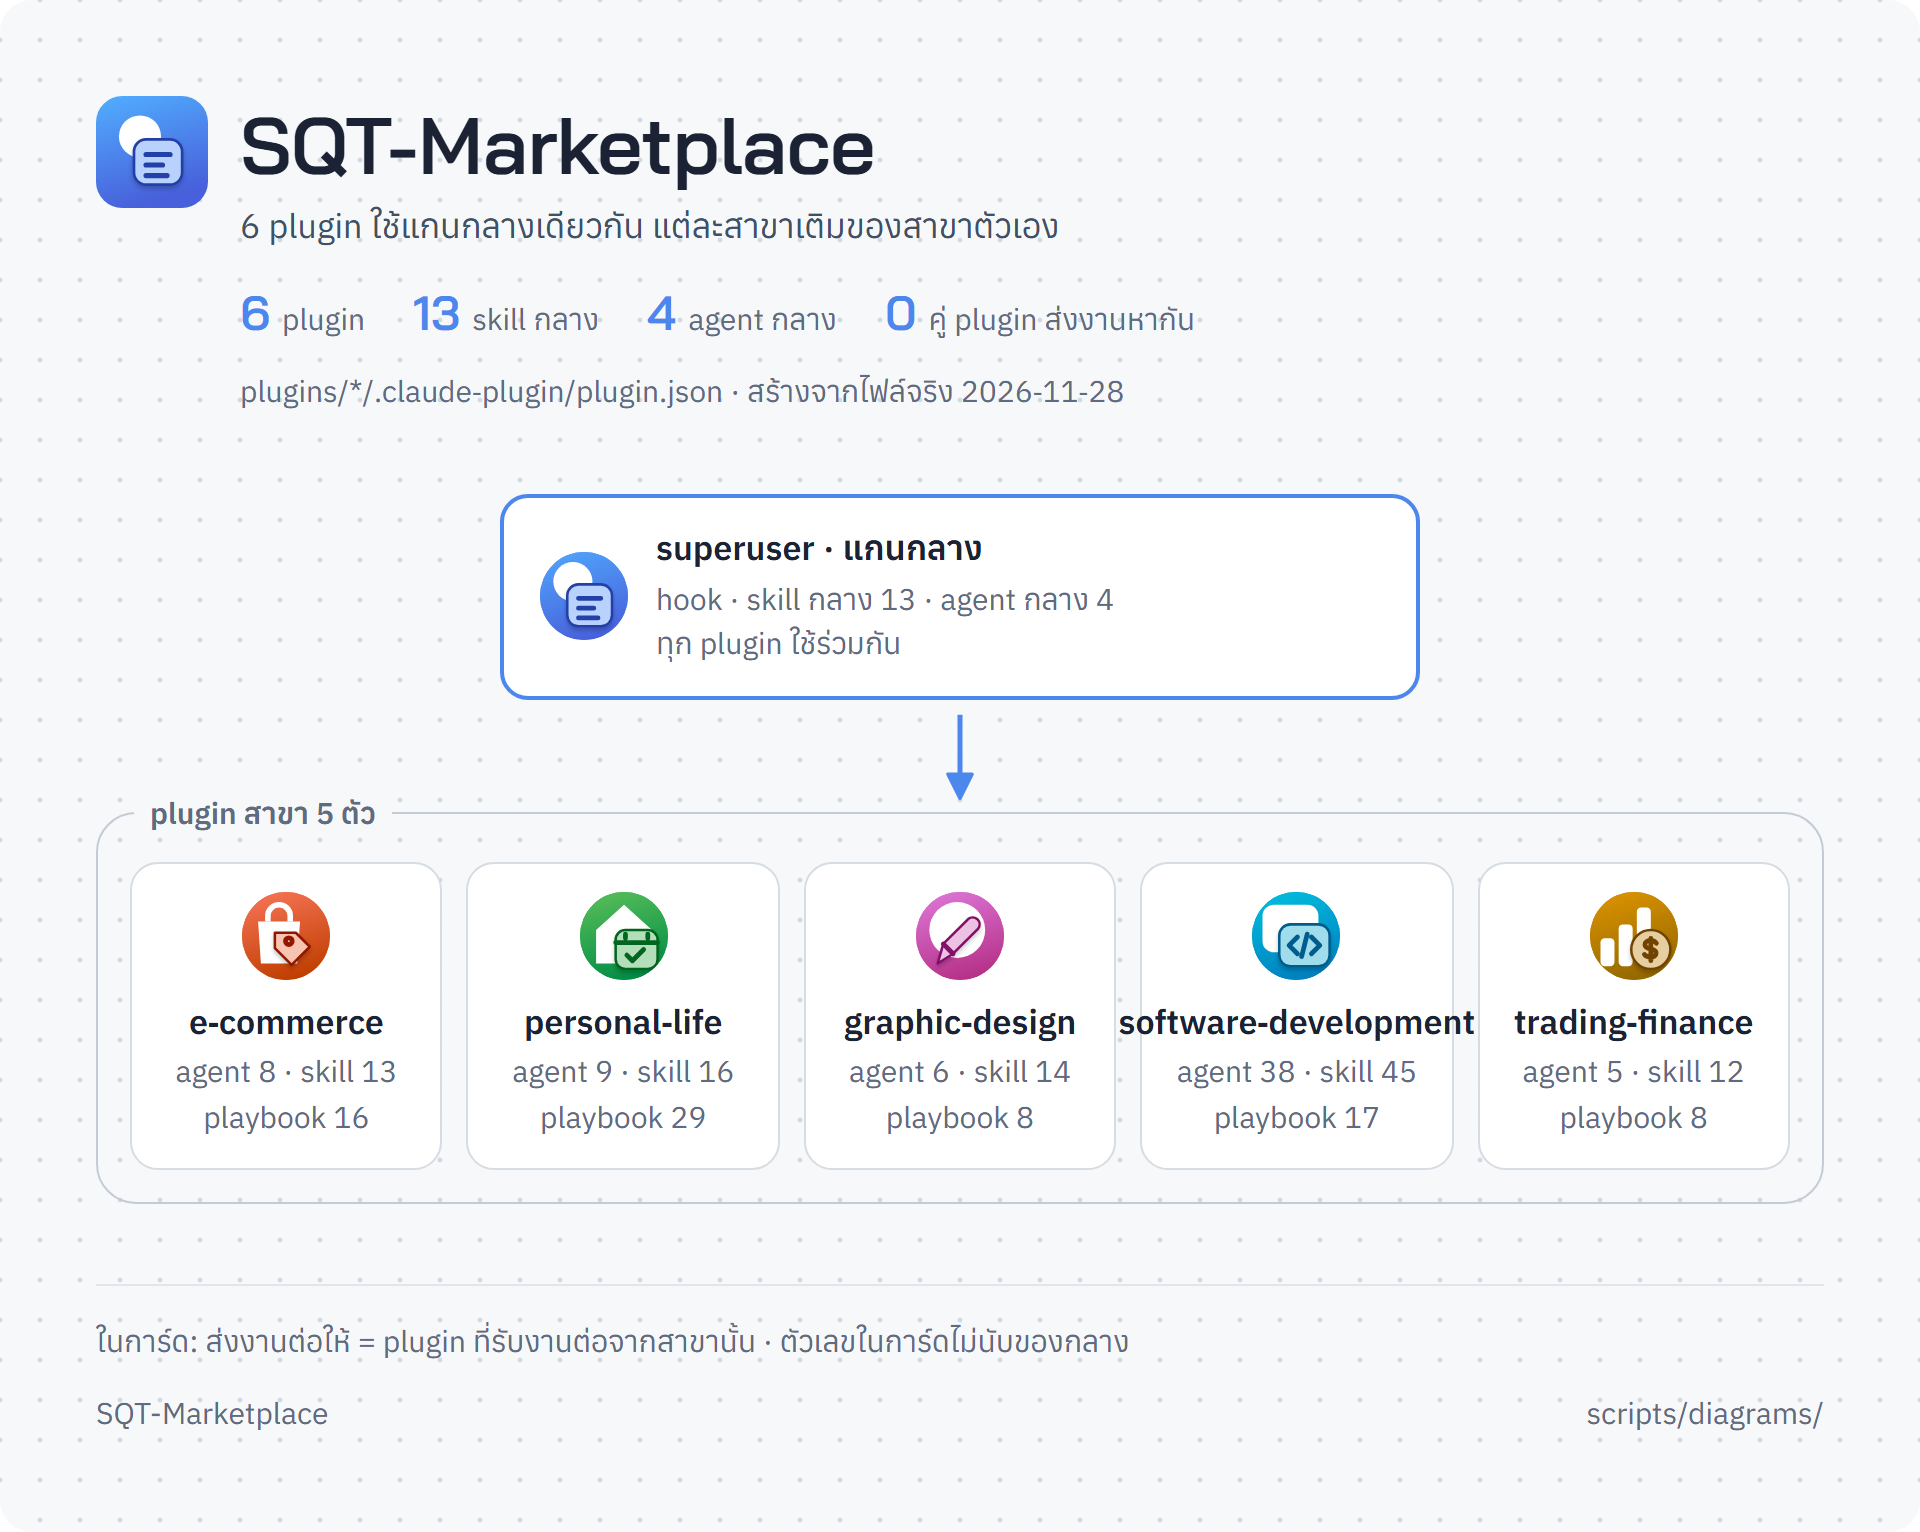 SQT-Marketplace
6 plugin ใช้แกนกลางเดียวกัน แต่ละสาขาเติมของสาขาตัวเอง
6 plugin 13 skill กลาง 4 agent กลาง 0 คู่ plugin ส่งงานหากัน
plugins/*/.claude-plugin/plugin.json · สร้างจากไฟล์จริง 2026-11-28
superuser · แกนกลาง
hook · skill กลาง 13 · agent กลาง 4
ทุก plugin ใช้ร่วมกัน
plugin สาขา 5 ตัว
e-commerce
agent 8 · skill 13
playbook 16
personal-life
agent 9 · skill 16
playbook 29
graphic-design
agent 6 · skill 14
playbook 8
software-development
agent 38 · skill 45
playbook 17
trading-finance
agent 5 · skill 12
playbook 8
ในการ์ด: ส่งงานต่อให้ = plugin ที่รับงานต่อจากสาขานั้น · ตัวเลขในการ์ดไม่นับของกลาง
SQT-Marketplace
scripts/diagrams/